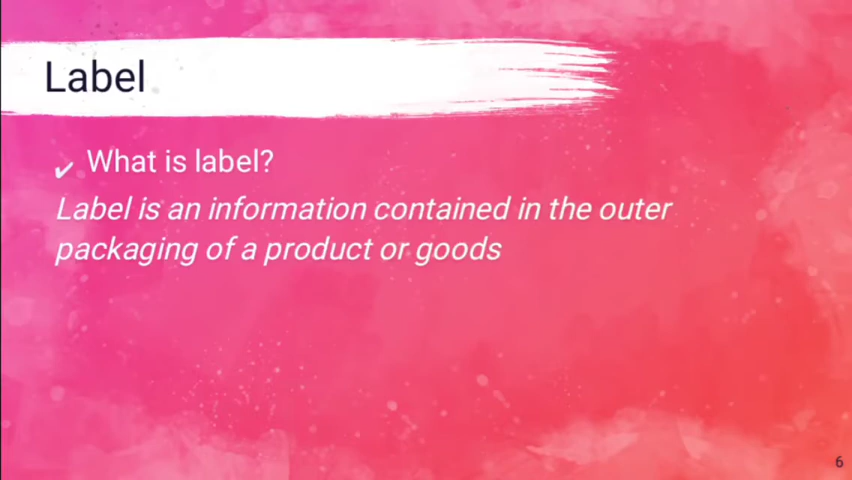 Label
✔ What is label?
Label is an information contained in the outer
packaging of a product or goods
6